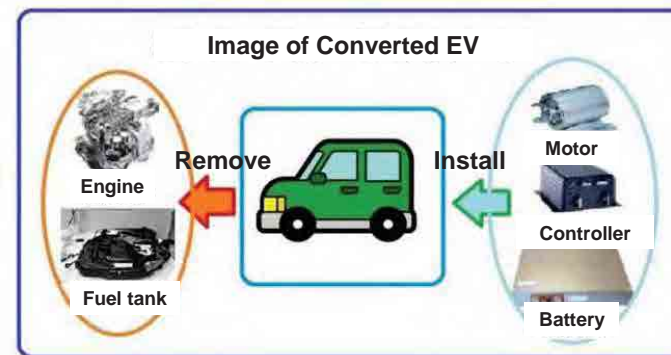 Image of Converted EV
Remove
Install
Engine
Fuel tank
Motor
Controller
Battery